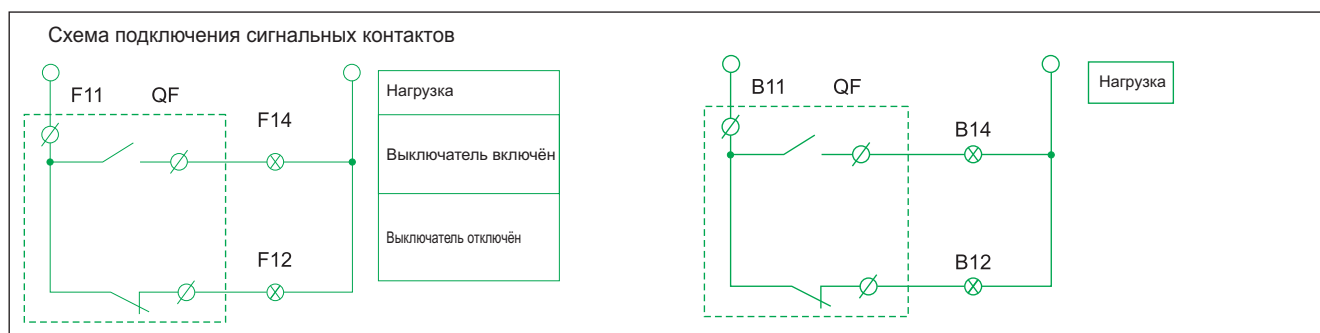 Схема подключения сигнальных контактов
F11 QF
F14
F12
Нагрузка
Выключатель включён
Выключатель отключён
B11 QF
B14
B12
Нагрузка